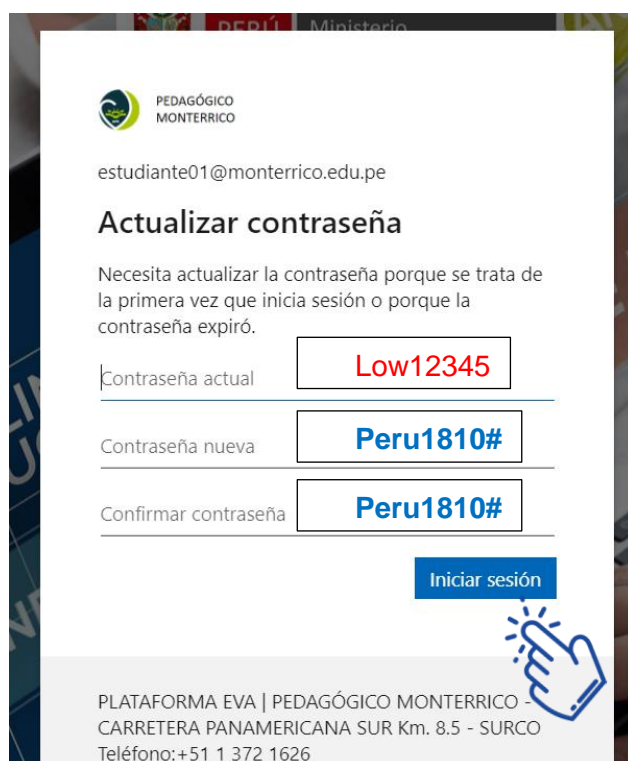 PERÚ Ministerio
PEDAGÓGICO
MONTERRICO
estudiante01@monterrico.edu.pe
Actualizar contraseña
Necesita actualizar la contraseña porque se trata de
la primera vez que inicia sesión o porque la
contraseña expiró.
Contraseña actual Low12345
Contraseña nueva Peru1810#
Confirmar contraseña Peru1810#
Iniciar sesión
PLATAFORMA EVA | PEDAGÓGICO MONTERRICO -
CARRETERA PANAMERICANA SUR Km. 8.5 - SURCO
Teléfono:+51 1 372 1626